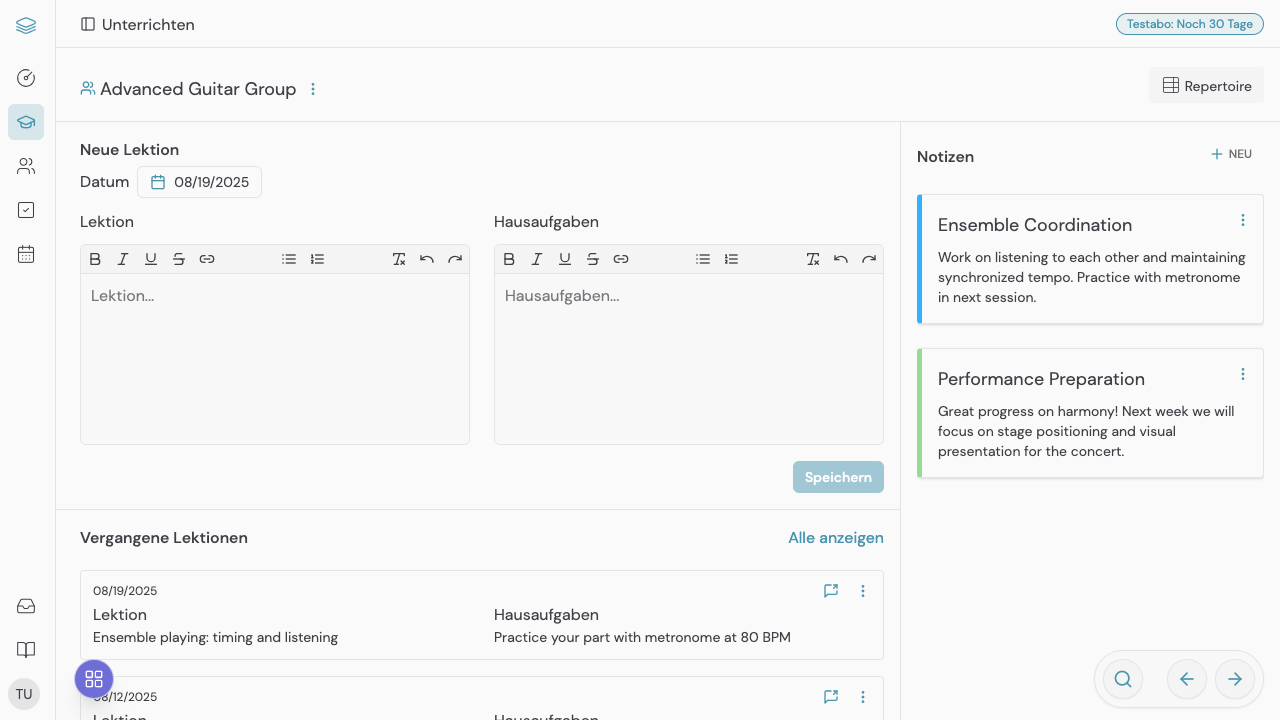 Unterrichten
Testabo: Noch 30 Tage
Advanced Guitar Group
Repertoire
Neue Lektion
Datum
08/19/2025
Lektion
Hausaufgaben
Lektion...
Hausaufgaben...
Speichern
Notizen
NEU
Ensemble Coordination
Work on listening to each other and maintaining
synchronized tempo. Practice with metronome
in next session.
Performance Preparation
Great progress on harmony! Next week we will
focus on stage positioning and visual
presentation for the concert.
Vergangene Lektionen
Alle anzeigen
08/19/2025
Lektion
Hausaufgaben
Ensemble playing: timing and listening
Practice your part with metronome at 80 BPM
08/12/2025
Lektion
Hausaufgaben
TU